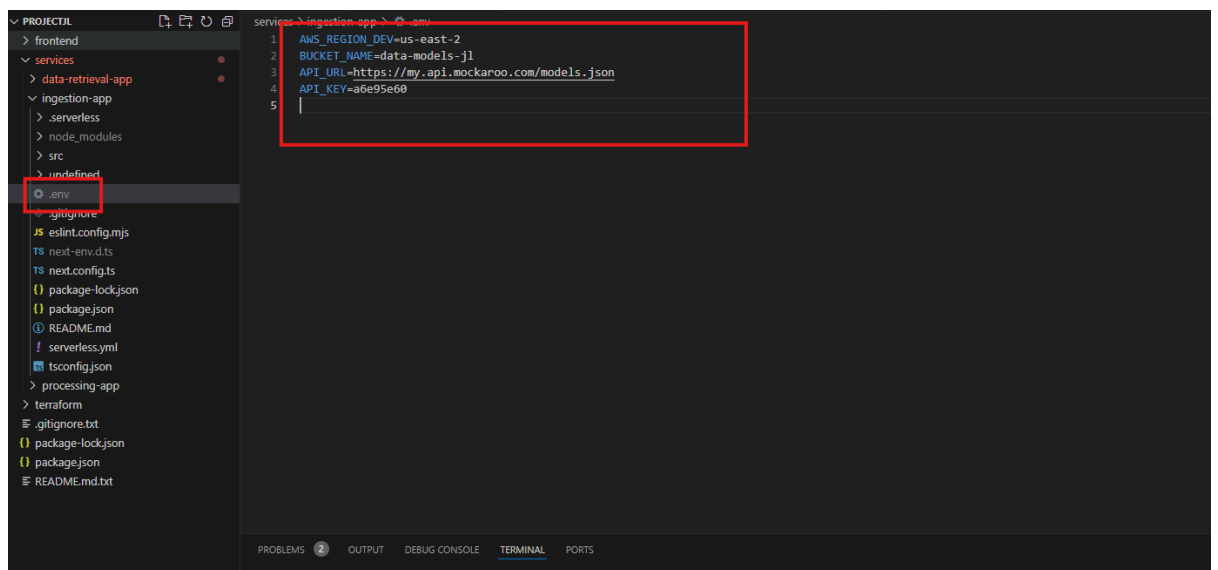 PROJECTJL
frontend
services
data-retrieval-app
ingestion-app
.serverless
node_modules
src
undefined
.env
.gitignore
JS eslint.config.mjs
TS next-env.d.ts
TS next.config.ts
{} package-lock.json
{} package.json
README.md
! serverless.yml
TS tsconfig.json
processing-app
terraform
.gitignore.txt
{} package-lock.json
{} package.json
README.md.txt
services > ingestion-app > .env
1 AWS_REGION_DEV=us-east-2
2 BUCKET_NAME=data-models-jl
3 API_URL=https://my.api.mockaroo.com/models.json
4 API_KEY=a6e95e60
5
PROBLEMS 2 OUTPUT DEBUG CONSOLE TERMINAL PORTS